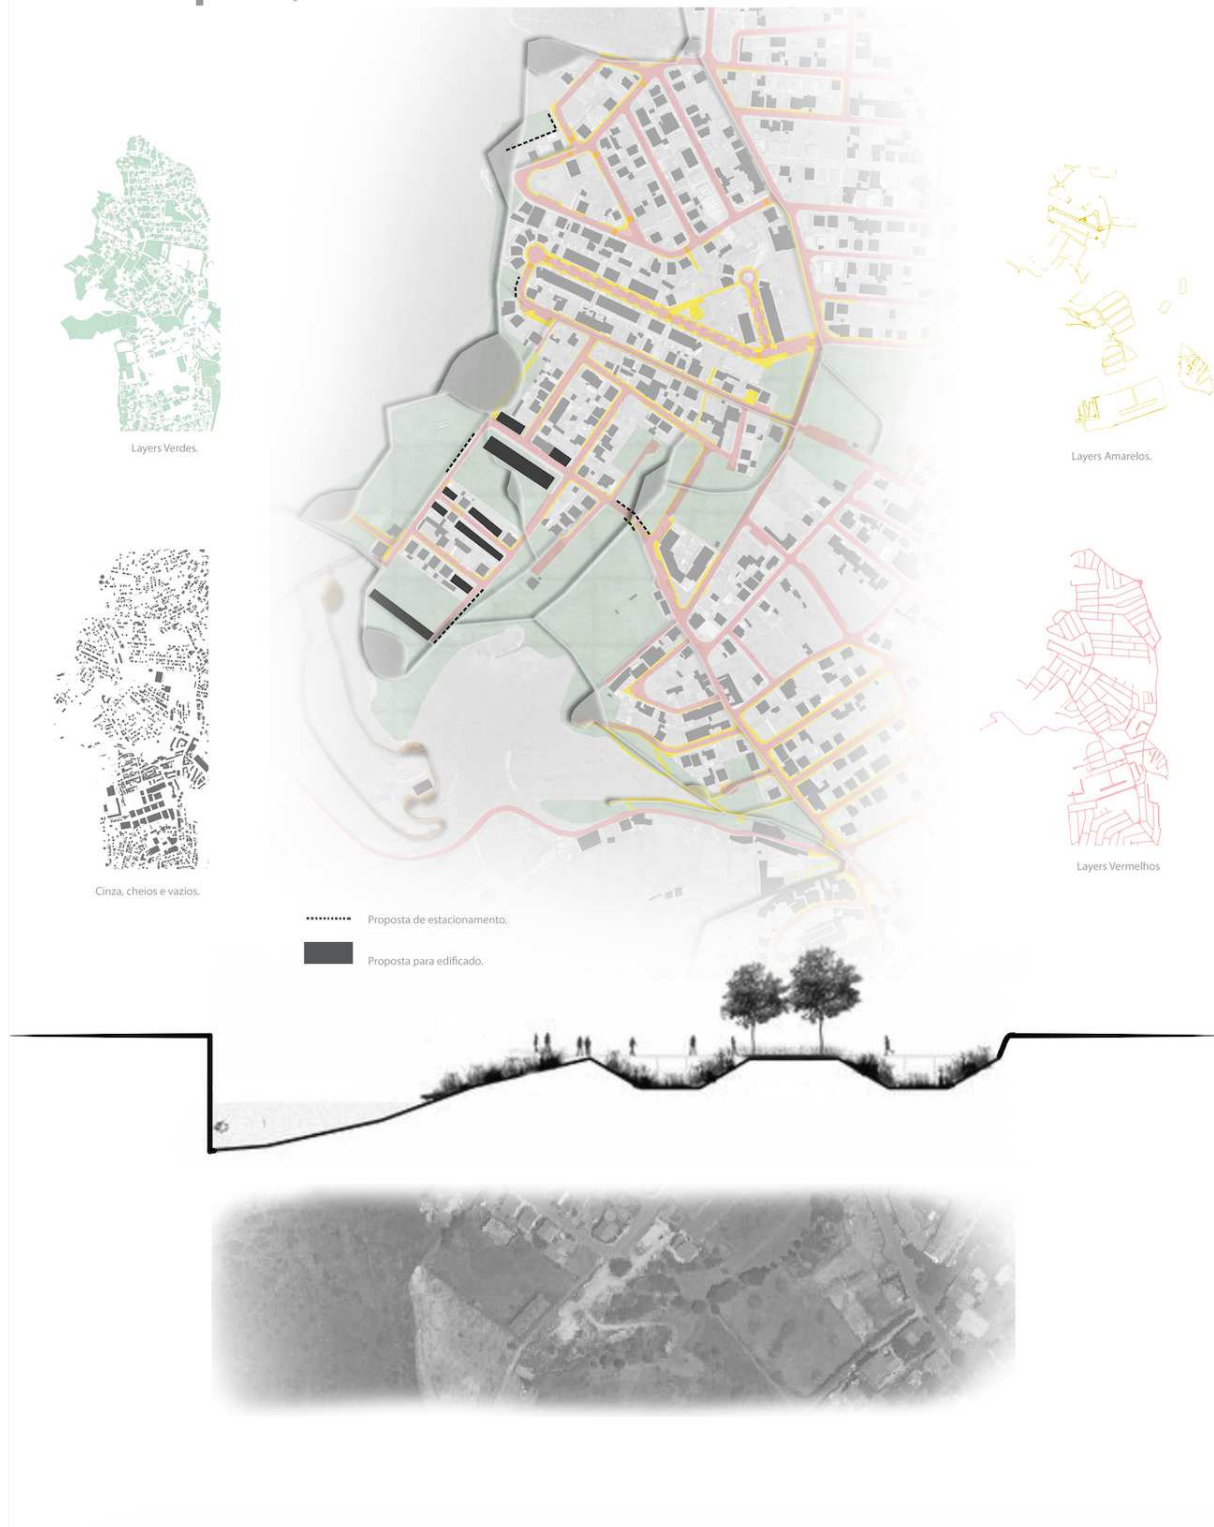 Layers Verdes.
Layers Amarelos.
Cinza, cheios e vazios.
Layers Vermelhos
Proposta de estacionamento.
Proposta para edificado.